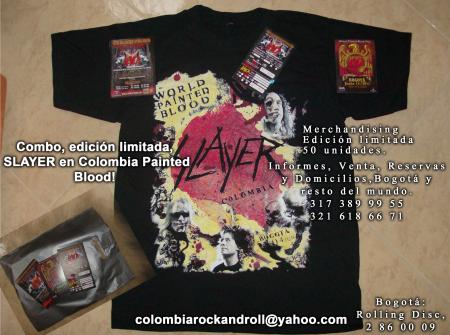 WORLD
PAINTED
BLOOD
SLAYER
COLOMBIA
BOGOTA
Combo, edición limitada,
SLAYER en Colombia Painted
Blood!
Merchandising
Edición limitada
50 unidades.
Informes, Venta, Reservas
y Domicilios,Bogotá y
resto del mundo.
317 389 99 55
321 618 66 71
colombiarockandroll@yahoo.com
Bogotá:
Rolling Disc,
2 86 00 09